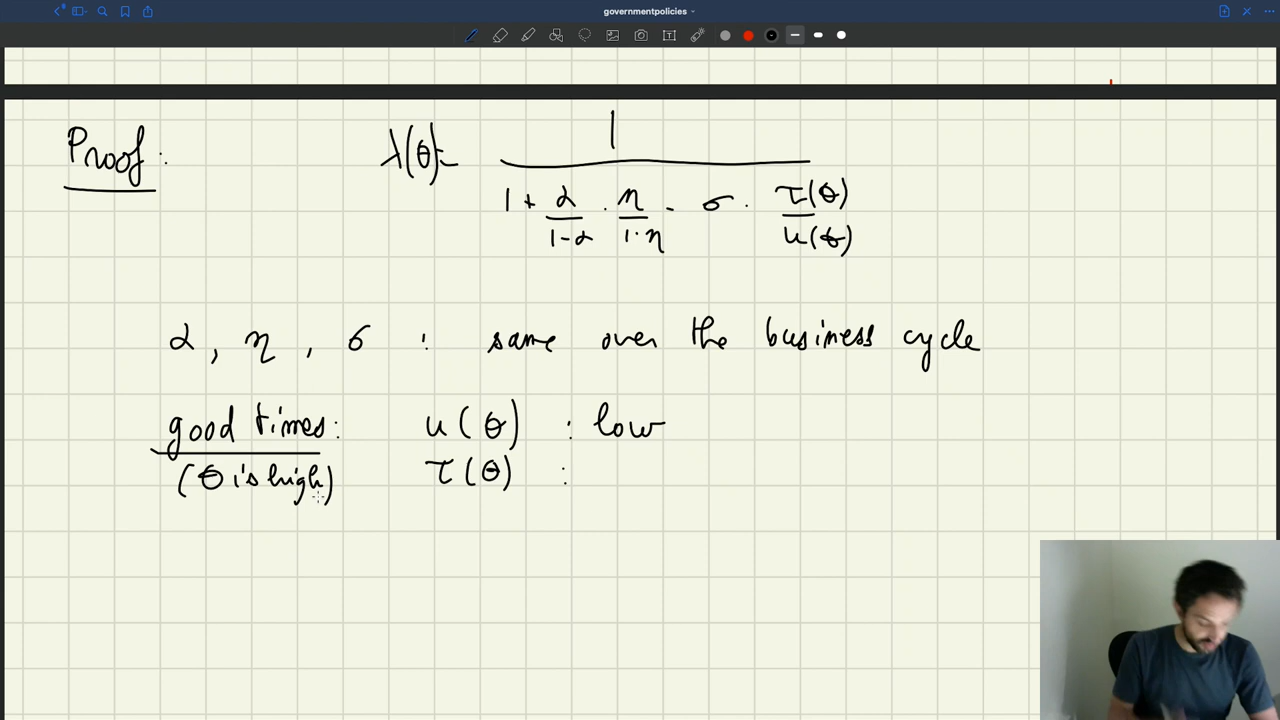 governmentpolicies
Proof:
λ(θ)= 1 / (1 + α/(1-α) · η/(1-η) · σ · τ(θ)/u(θ))
α, η, σ : same over the business cycle
good times: u(θ) : low
(θ is high) τ(θ) :